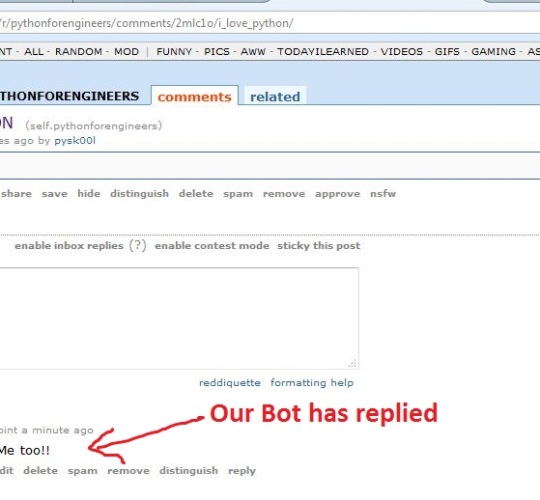 /r/pythonforengineers/comments/2mlc1o/i_love_python/
NT - ALL - RANDOM - MOD | FUNNY - PICS - AWW - TODAYILEARNED - VIDEOS - GIFS - GAMING - AS
THONFORENGINEERS comments related
ON (self.pythonforengineers)
es ago by pysk00l
share save hide distinguish delete spam remove approve nsfw
enable inbox replies (?) enable contest mode sticky this post
reddiquette formatting help
Our Bot has replied
oint a minute ago
Me too!!
dit delete spam remove distinguish reply